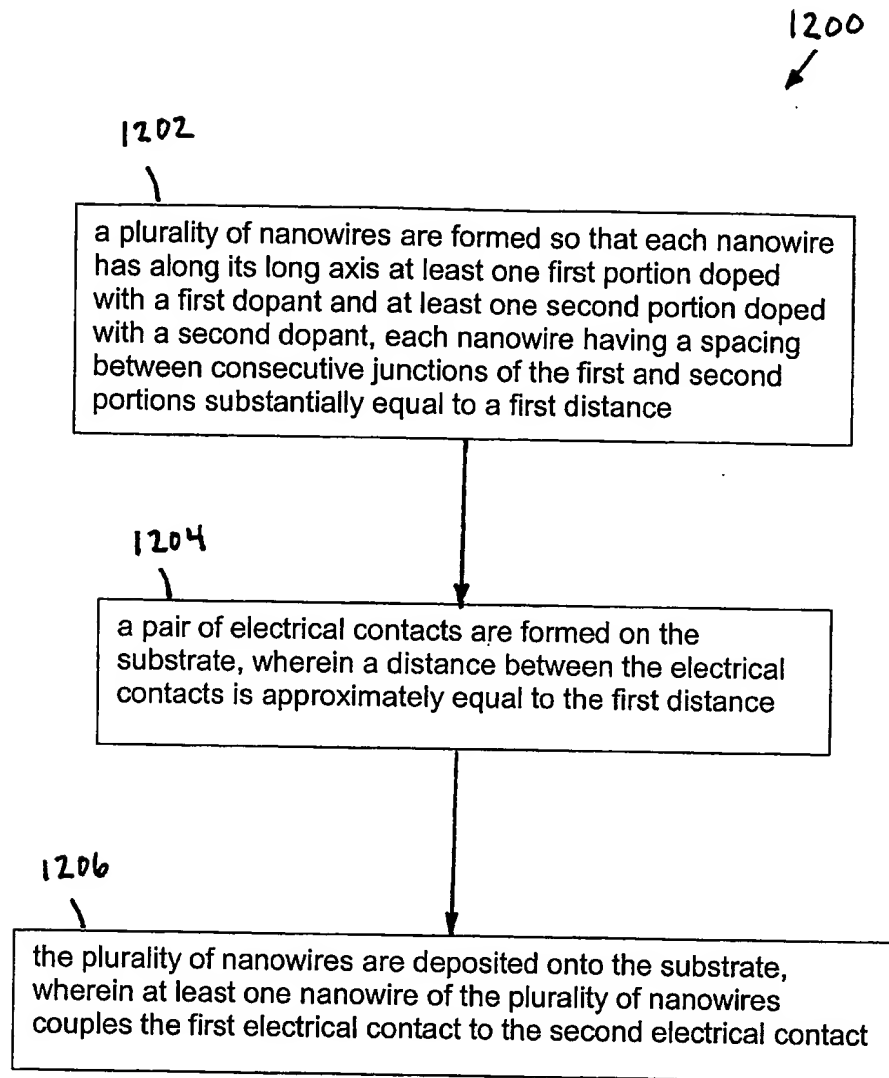 1200
1202
a plurality of nanowires are formed so that each nanowire
has along its long axis at least one first portion doped
with a first dopant and at least one second portion doped
with a second dopant, each nanowire having a spacing
between consecutive junctions of the first and second
portions substantially equal to a first distance
1204
a pair of electrical contacts are formed on the
substrate, wherein a distance between the electrical
contacts is approximately equal to the first distance
1206
the plurality of nanowires are deposited onto the substrate,
wherein at least one nanowire of the plurality of nanowires
couples the first electrical contact to the second electrical contact